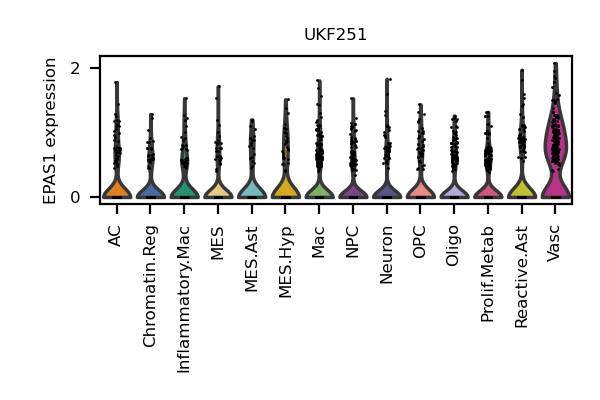 UKF251
EPAS1 expression
2
0
AC
Chromatin.Reg
Inflammatory.Mac
MES
MES.Ast
MES.Hyp
Mac
NPC
Neuron
OPC
Oligo
Prolif.Metab
Reactive.Ast
Vasc